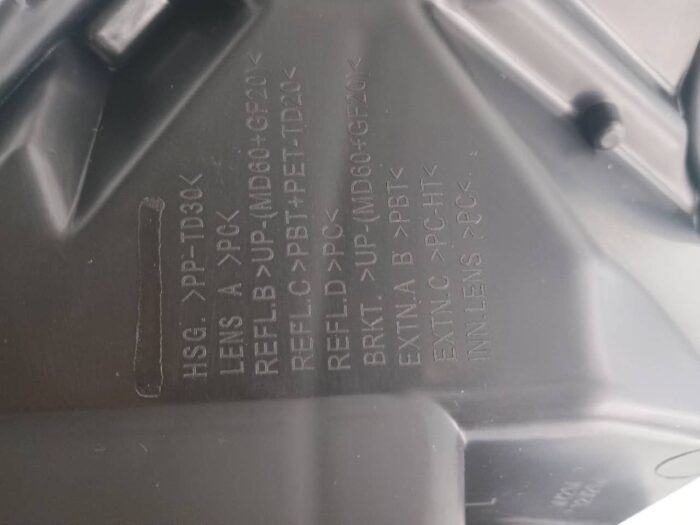 HSG. >PP-TD30<
LENS A >PC<
REFL.B >UP-(MD60+GF20)<
REFL.C >PBT+PET-TD20<
REFL.D >PC<
BRKT. >UP-(MD60+GF20)<
EXTN.A B >PBT<
EXTN.C >PC-HT<
INN.LENS >PC<